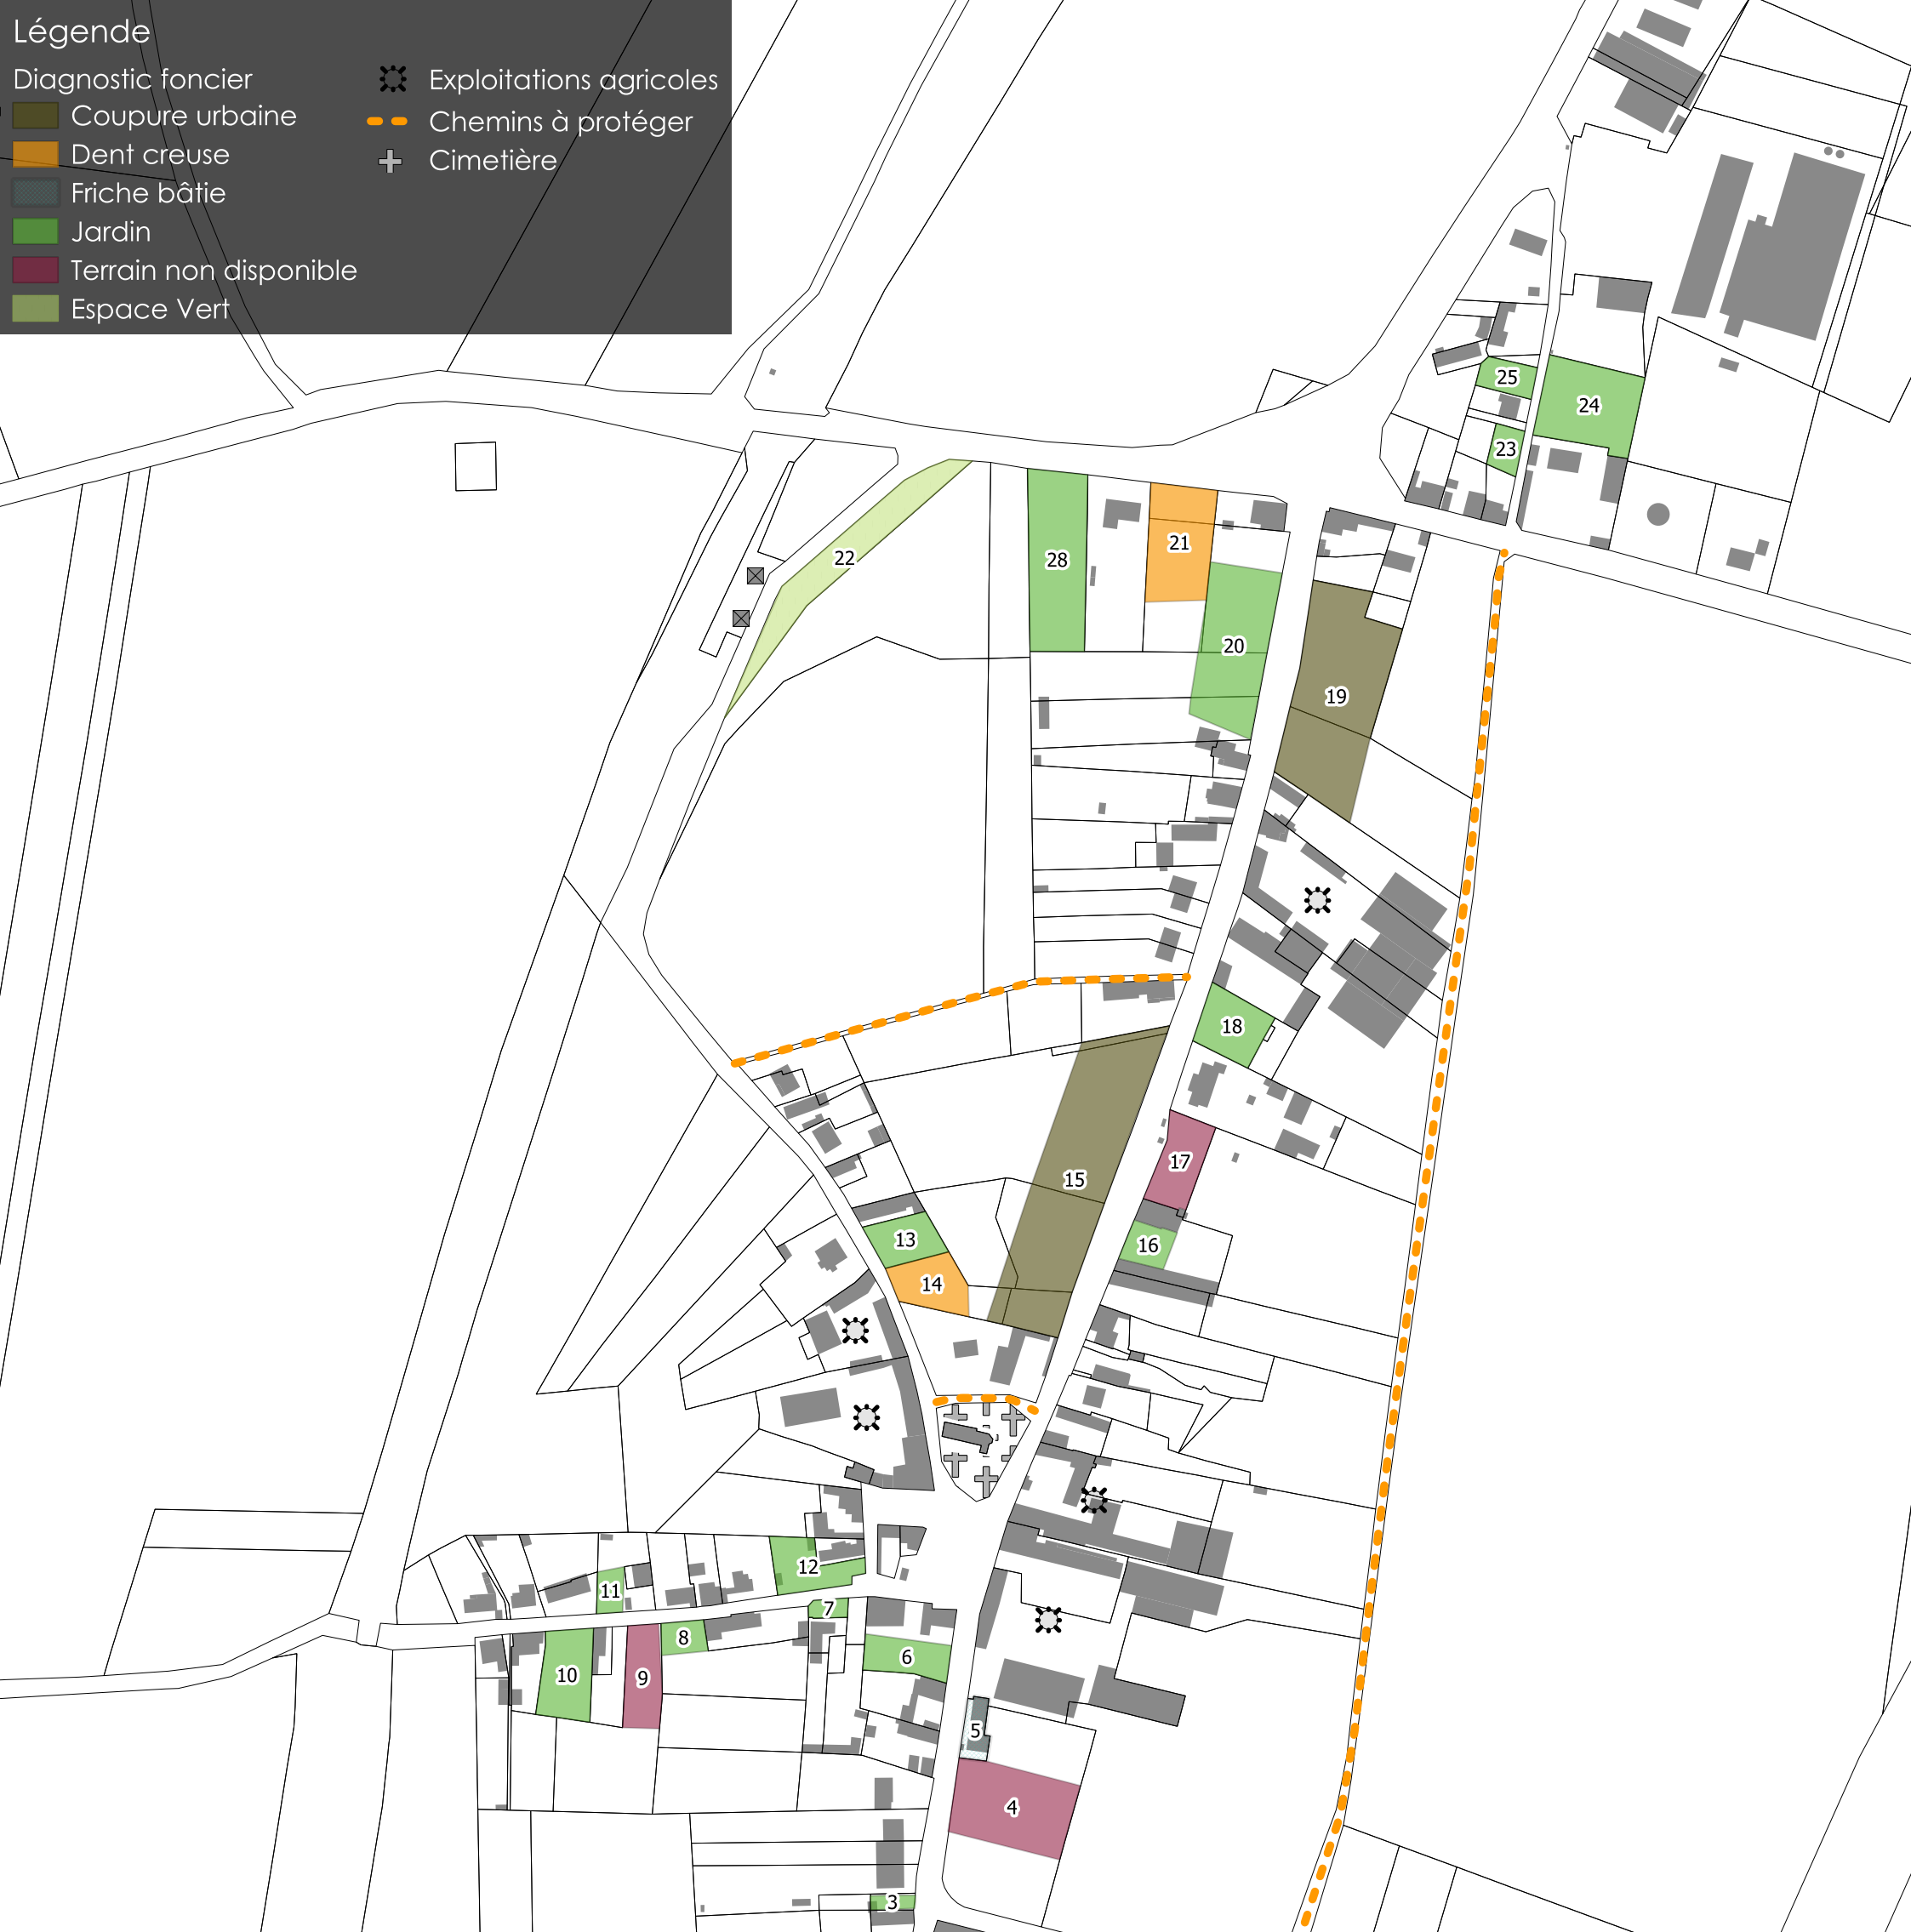 Légende
Diagnostic foncier
Coupure urbaine
Dent creuse
Friche bâtie
Jardin
Terrain non disponible
Espace Vert
Exploitations agricoles
Chemins à protéger
Cimetière
25
24
23
22
28
21
20
19
18
17
15
16
13
14
12
11
7
8
10
9
6
5
4
3